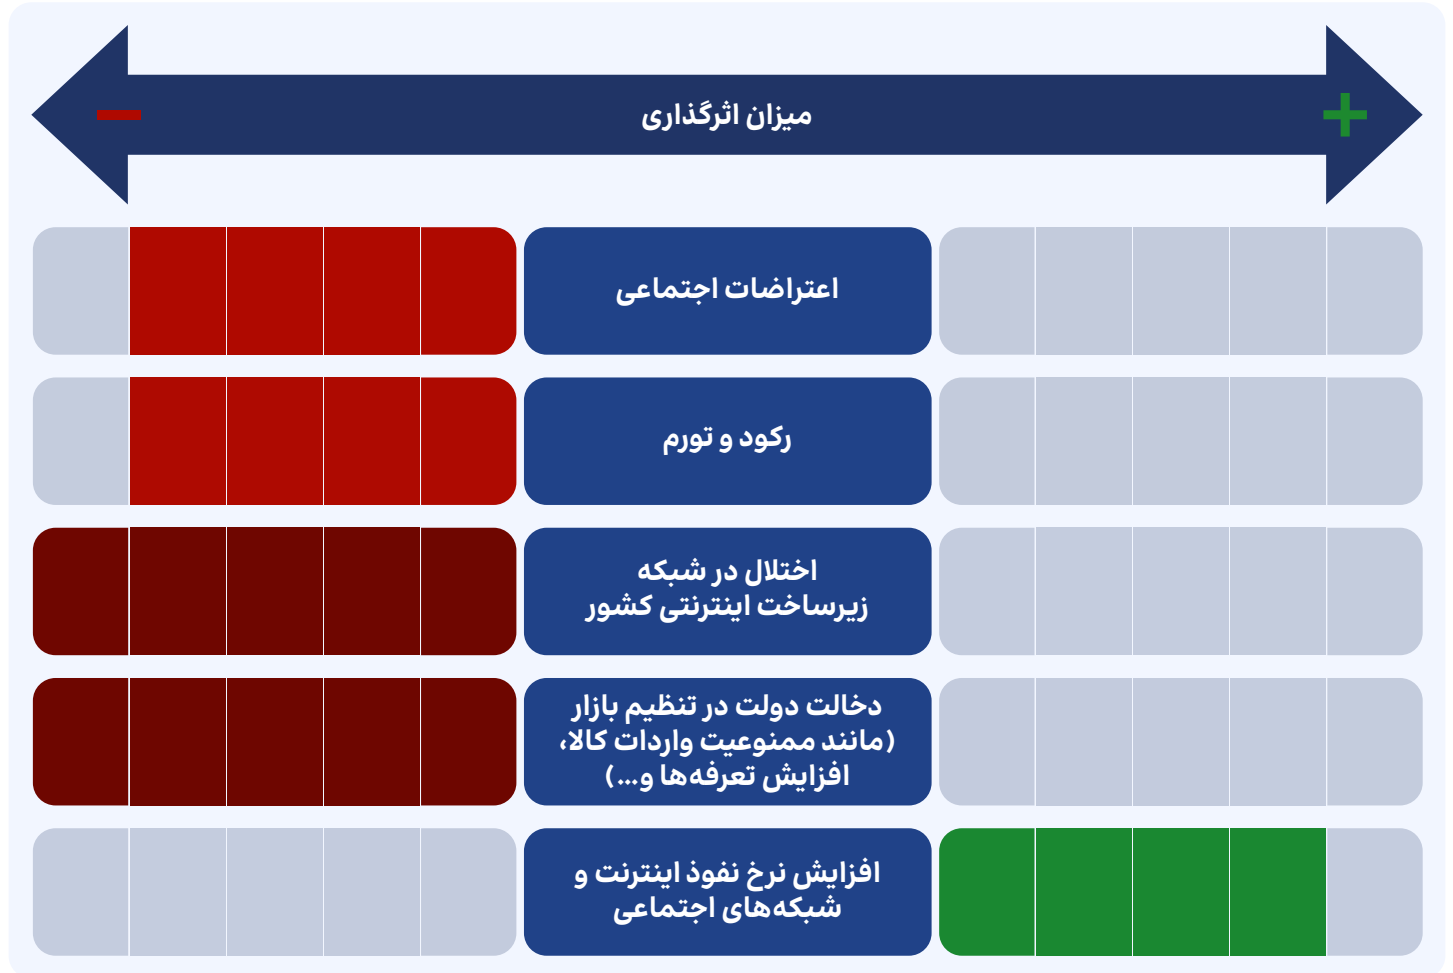 میزان اثرگذاری
+
−
اعتراضات اجتماعی
رکود و تورم
اختلال در شبکه
زیرساخت اینترنتی کشور
دخالت دولت در تنظیم بازار
(مانند ممنوعیت واردات کالا،
افزایش تعرفه‌ها و...)
افزایش نرخ نفوذ اینترنت و
شبکه‌های اجتماعی